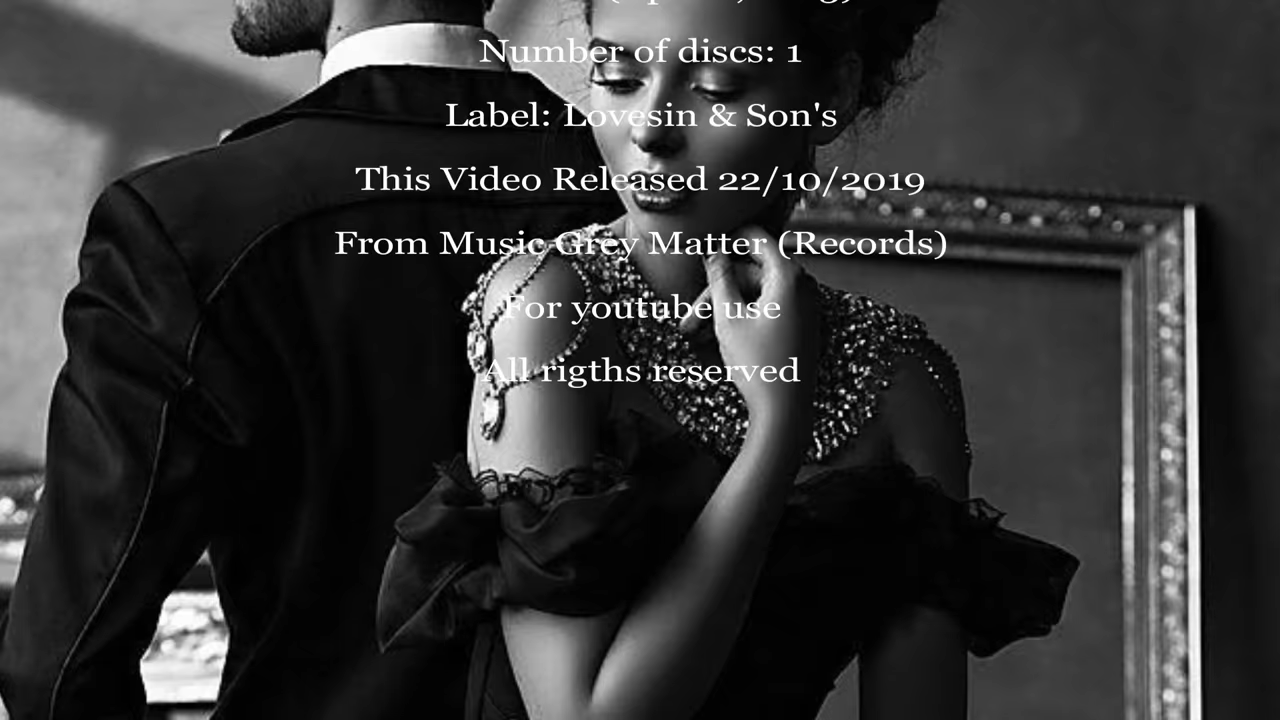 Number of discs: 1
Label: Lovesin & Son's
This Video Released 22/10/2019
From Music Grey Matter (Records)
For youtube use
All rigths reserved